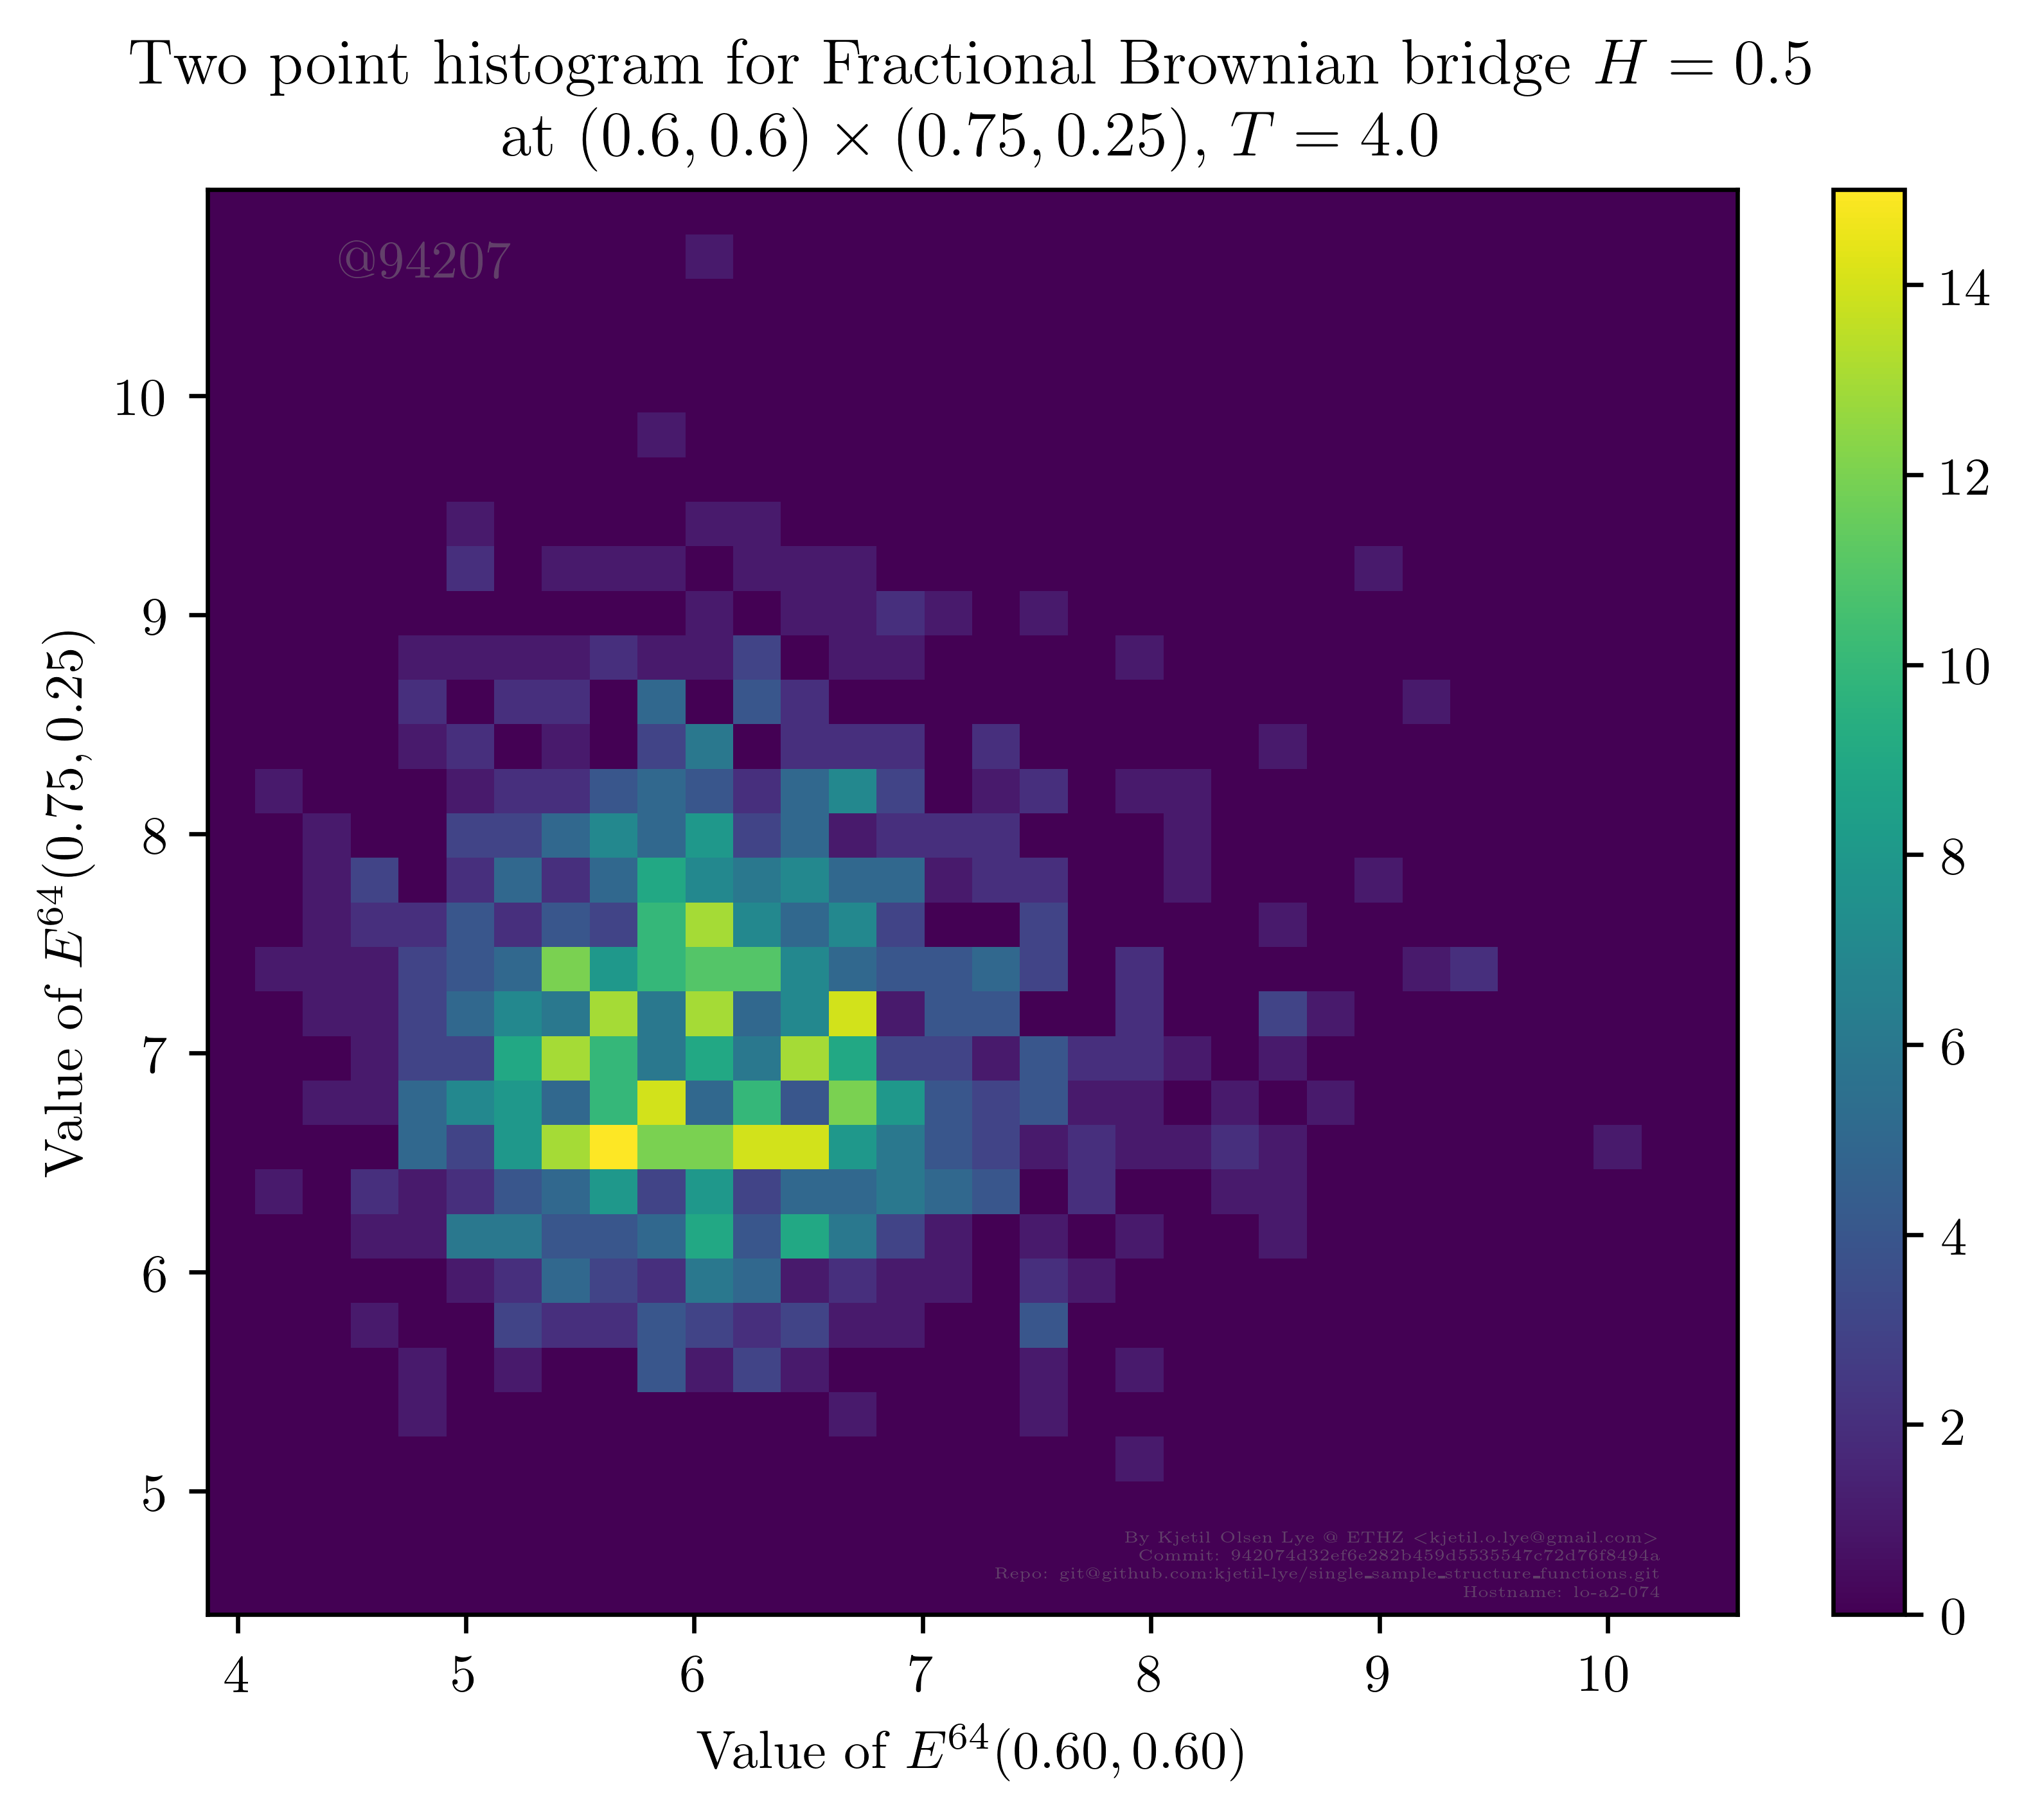 Two point histogram for Fractional Brownian bridge H = 0.5
at (0.6, 0.6) × (0.75, 0.25), T = 4.0
@94207
14
12
10
8
6
4
2
0
10
9
8
7
6
5
Value of E^64(0.75, 0.25)
By Kjetil Olsen Lye @ ETHZ <kjetil.o.lye@gmail.com>
Commit: 942074d32ef6e282b459d5535547c72d76f8494a
Repo: git@github.com:kjetil-lye/single_sample_structure_functions.git
Hostname: lo-a2-074
4 5 6 7 8 9 10
Value of E^64(0.60, 0.60)